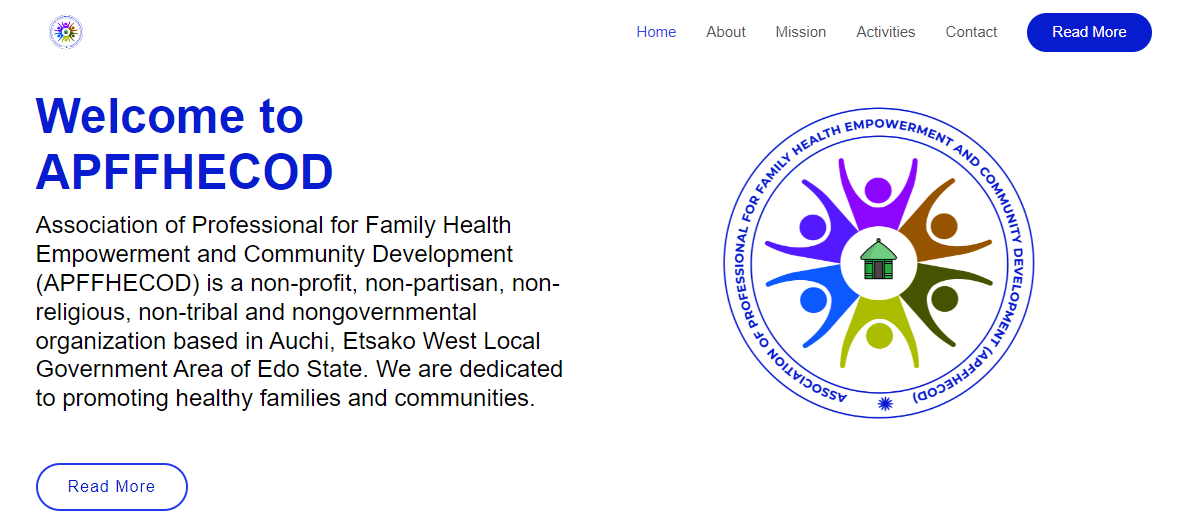 Home About Mission Activities Contact Read More
Welcome to
APFFHECOD
Association of Professional for Family Health
Empowerment and Community Development
(APFFHECOD) is a non-profit, non-partisan, non-
religious, non-tribal and nongovernmental
organization based in Auchi, Etsako West Local
Government Area of Edo State. We are dedicated
to promoting healthy families and communities.
Read More
ASSOCIATION OF PROFESSIONAL FOR FAMILY HEALTH EMPOWERMENT AND COMMUNITY DEVELOPMENT (APFFHECOD)